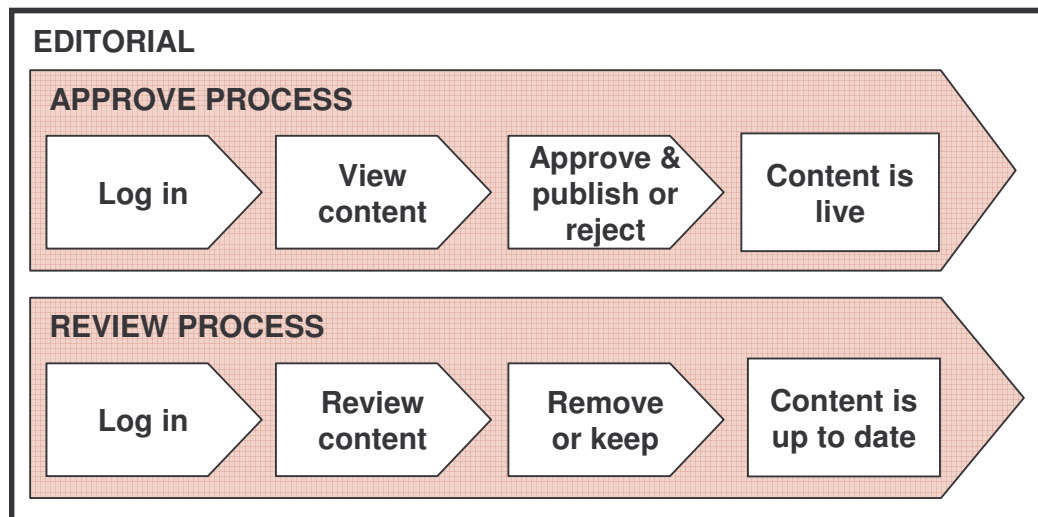 EDITORIAL
APPROVE PROCESS
Log in
View
content
Approve &
publish or
reject
Content is
live
REVIEW PROCESS
Log in
Review
content
Remove
or keep
Content is
up to date